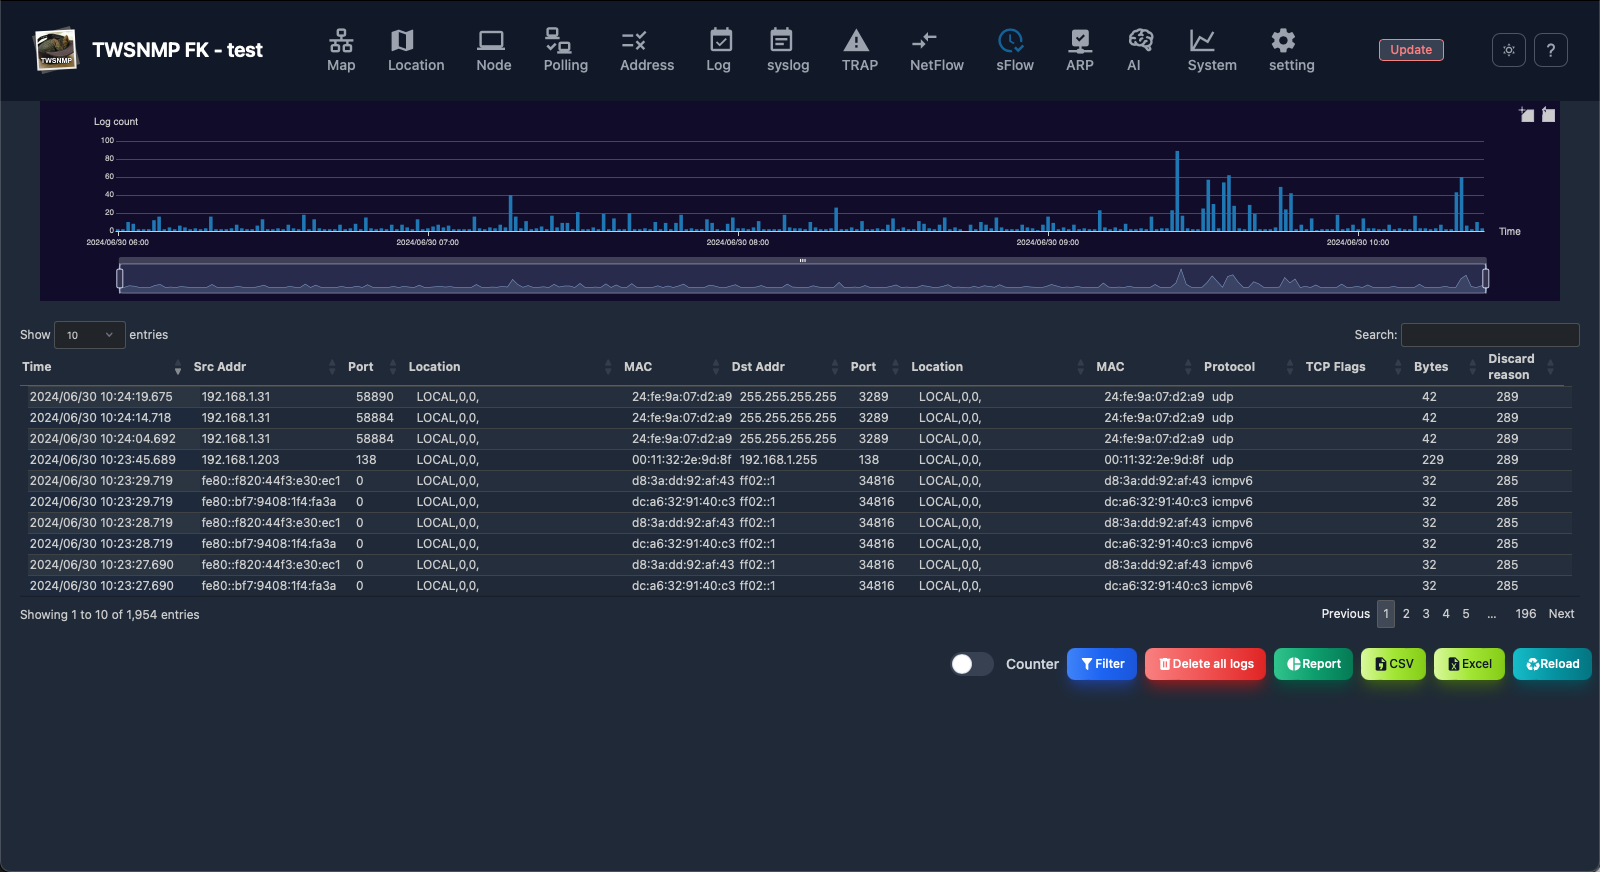 TWSNMP
TWSNMP FK - test
Map Location Node Polling Address Log syslog TRAP NetFlow sFlow ARP AI System setting
Update
?
Log count
100
80
60
40
20
0
2024/06/30 06:00 2024/06/30 07:00 2024/06/30 08:00 2024/06/30 09:00 2024/06/30 10:00
Time
Show 10 entries Search:
Time Src Addr Port Location MAC Dst Addr Port Location MAC Protocol TCP Flags Bytes Discard reason
2024/06/30 10:24:19.675 192.168.1.31 58890 LOCAL,0,0, 24:fe:9a:07:d2:a9 255.255.255.255 3289 LOCAL,0,0, 24:fe:9a:07:d2:a9 udp 42 289
2024/06/30 10:24:14.718 192.168.1.31 58884 LOCAL,0,0, 24:fe:9a:07:d2:a9 255.255.255.255 3289 LOCAL,0,0, 24:fe:9a:07:d2:a9 udp 42 289
2024/06/30 10:24:04.692 192.168.1.31 58884 LOCAL,0,0, 24:fe:9a:07:d2:a9 255.255.255.255 3289 LOCAL,0,0, 24:fe:9a:07:d2:a9 udp 42 289
2024/06/30 10:23:45.689 192.168.1.203 138 LOCAL,0,0, 00:11:32:2e:9d:8f 192.168.1.255 138 LOCAL,0,0, 00:11:32:2e:9d:8f udp 229 289
2024/06/30 10:23:29.719 fe80::f820:44f3:e30:ec1 0 LOCAL,0,0, d8:3a:dd:92:af:43 ff02::1 34816 LOCAL,0,0, d8:3a:dd:92:af:43 icmpv6 32 285
2024/06/30 10:23:29.719 fe80::bf7:9408:1f4:fa3a 0 LOCAL,0,0, dc:a6:32:91:40:c3 ff02::1 34816 LOCAL,0,0, dc:a6:32:91:40:c3 icmpv6 32 285
2024/06/30 10:23:28.719 fe80::f820:44f3:e30:ec1 0 LOCAL,0,0, d8:3a:dd:92:af:43 ff02::1 34816 LOCAL,0,0, d8:3a:dd:92:af:43 icmpv6 32 285
2024/06/30 10:23:28.719 fe80::bf7:9408:1f4:fa3a 0 LOCAL,0,0, dc:a6:32:91:40:c3 ff02::1 34816 LOCAL,0,0, dc:a6:32:91:40:c3 icmpv6 32 285
2024/06/30 10:23:27.690 fe80::f820:44f3:e30:ec1 0 LOCAL,0,0, d8:3a:dd:92:af:43 ff02::1 34816 LOCAL,0,0, d8:3a:dd:92:af:43 icmpv6 32 285
2024/06/30 10:23:27.690 fe80::bf7:9408:1f4:fa3a 0 LOCAL,0,0, dc:a6:32:91:40:c3 ff02::1 34816 LOCAL,0,0, dc:a6:32:91:40:c3 icmpv6 32 285
Showing 1 to 10 of 1,954 entries Previous 1 2 3 4 5 ... 196 Next
Counter Filter Delete all logs Report CSV Excel Reload